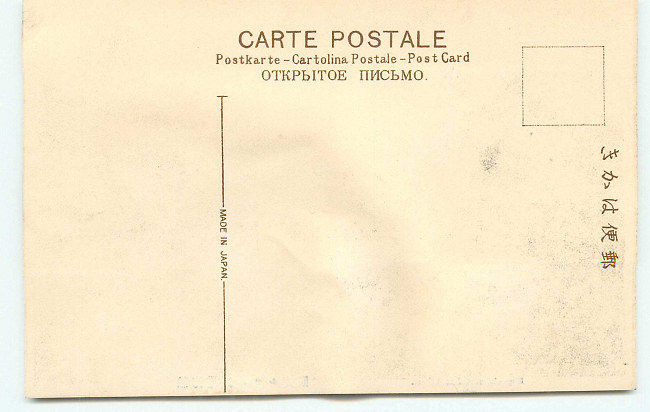 CARTE POSTALE
Postkarte – Cartolina Postale – Post Card
ОТКРЫТОЕ ПИСЬМО.
MADE IN JAPAN.
きかは便郵